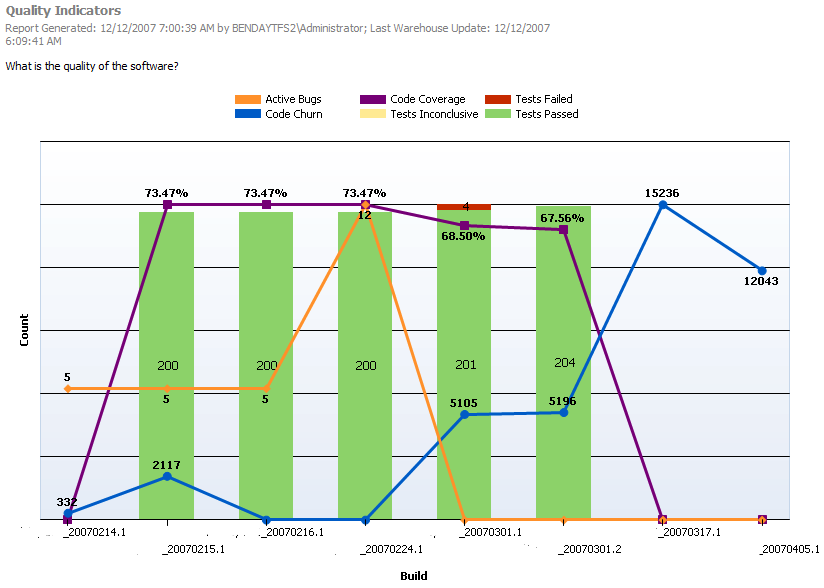 Quality Indicators
Report Generated: 12/12/2007 7:00:39 AM by BENDAYTFS2\Administrator; Last Warehouse Update: 12/12/2007
6:09:41 AM
What is the quality of the software?
Active Bugs Code Coverage Tests Failed
Code Churn Tests Inconclusive Tests Passed
73.47% 73.47% 73.47% 15236
4
12 67.56%
68.50%
12043
Count
200 200 200 201 204
5
5 5 5105 5196
2117
332
_20070214.1 _20070216.1 _20070301.1 _20070317.1
_20070215.1 _20070224.1 _20070301.2 _20070405.1
Build